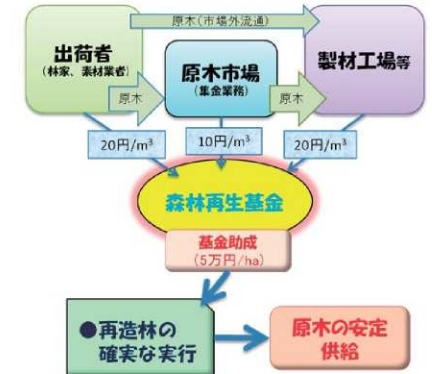 原木(市場外流通)
出荷者
(林家、素材業者)
原木
原木市場
(集金業務)
原木
製材工場等
20円/m³
10円/m³
20円/m³
森林再生基金
基金助成
(5万円/ha)
●再造林の
確実な実行
原木の安定
供給